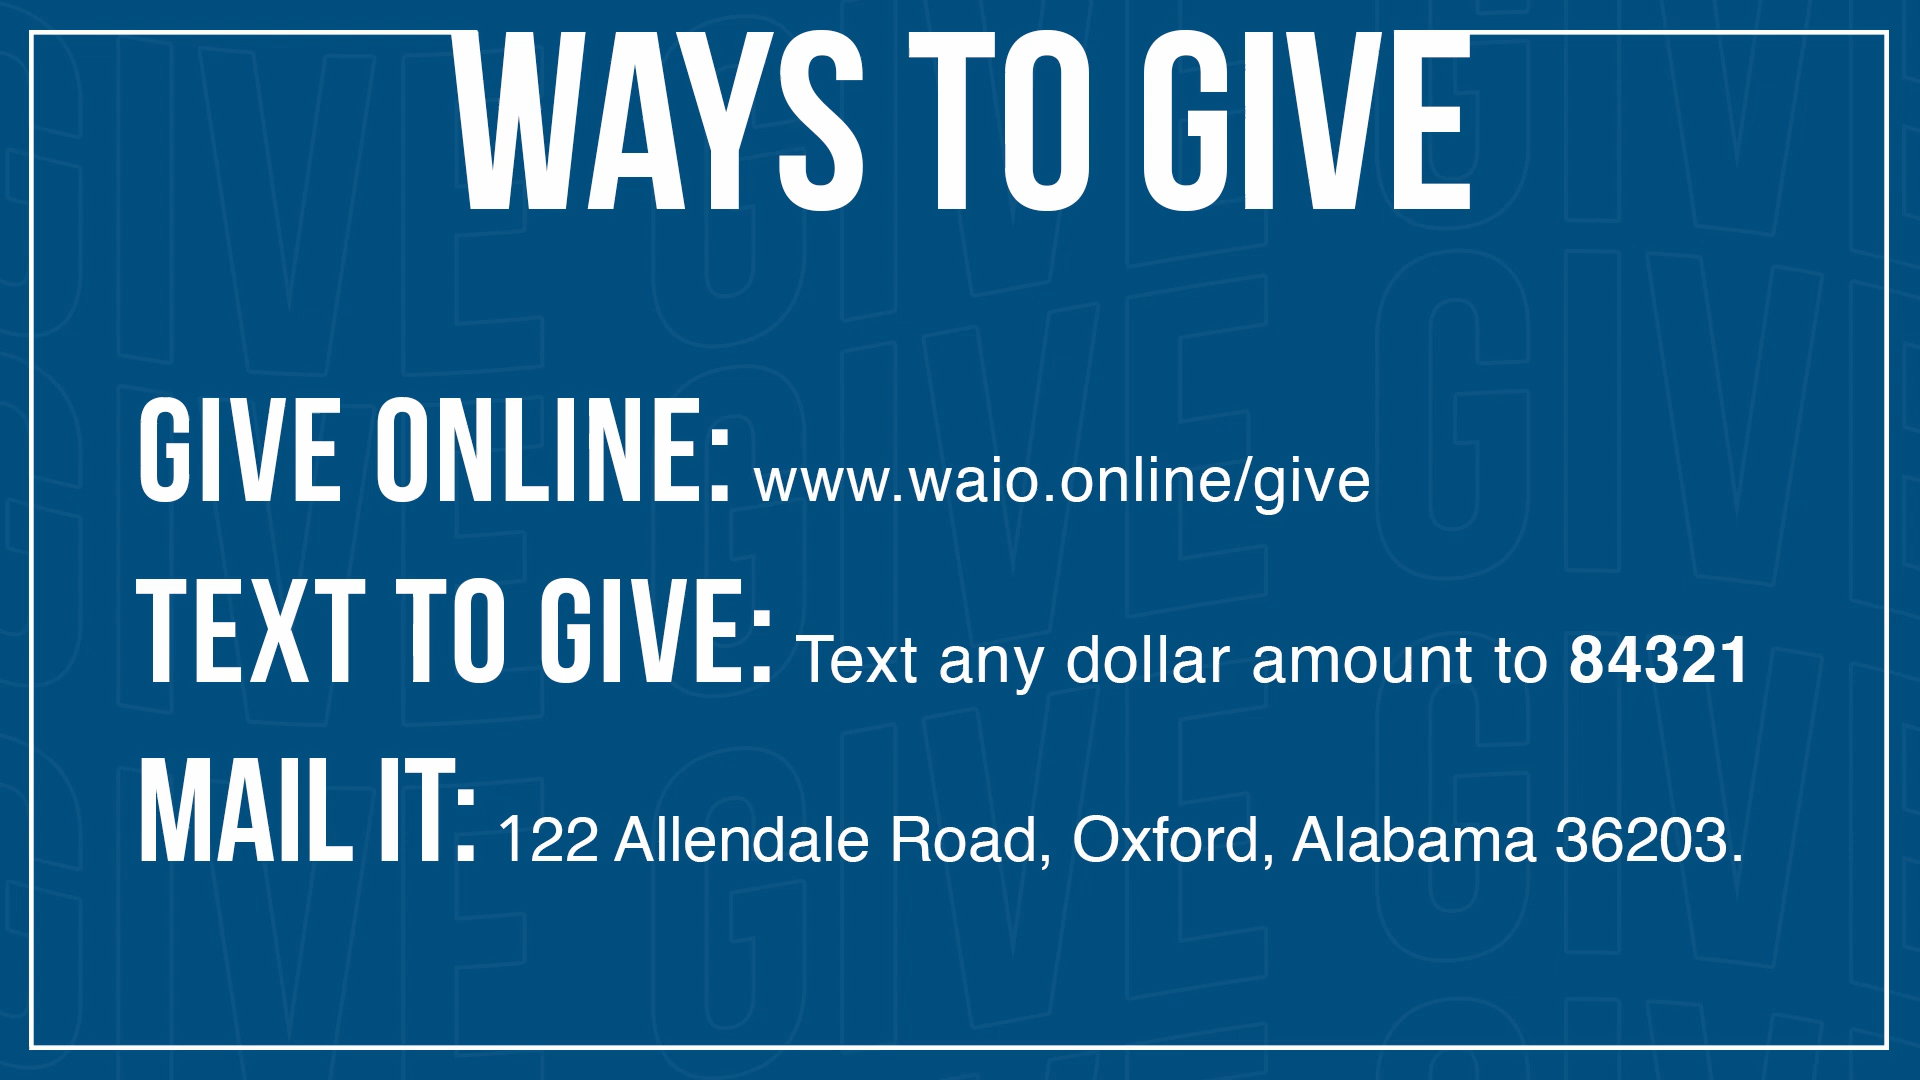 WAYS TO GIVE
GIVE ONLINE: www.waio.online/give
TEXT TO GIVE: Text any dollar amount to 84321
MAIL IT: 122 Allendale Road, Oxford, Alabama 36203.